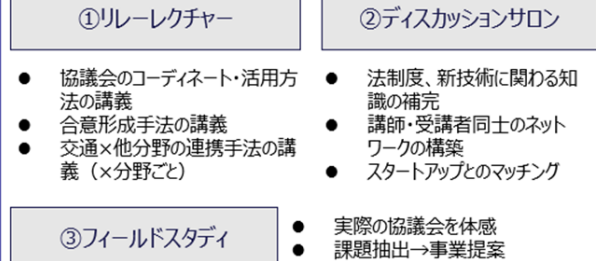 ①リレーレクチャー
● 協議会のコーディネート・活用方
法の講義
● 合意形成手法の講義
● 交通×他分野の連携手法の講
義（×分野ごと）
②ディスカッションサロン
● 法制度、新技術に関わる知
識の補完
● 講師・受講者同士のネット
ワークの構築
● スタートアップとのマッチング
③フィールドスタディ
● 実際の協議会を体感
● 課題抽出→事業提案